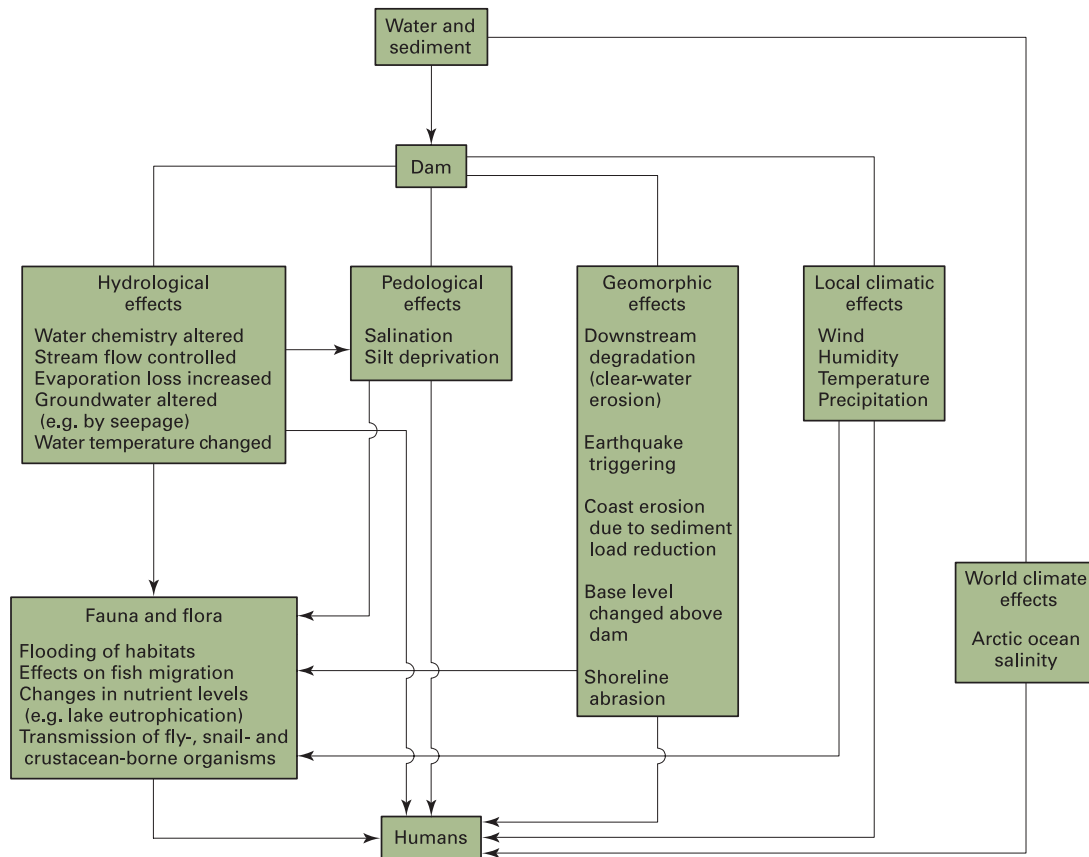 Water and
sediment
Dam
Hydrological
effects
Water chemistry altered
Stream flow controlled
Evaporation loss increased
Groundwater altered
(e.g. by seepage)
Water temperature changed
Pedological
effects
Salination
Silt deprivation
Geomorphic
effects
Downstream
degradation
(clear-water
erosion)
Earthquake
triggering
Coast erosion
due to sediment
load reduction
Base level
changed above
dam
Shoreline
abrasion
Local climatic
effects
Wind
Humidity
Temperature
Precipitation
World climate
effects
Arctic ocean
salinity
Fauna and flora
Flooding of habitats
Effects on fish migration
Changes in nutrient levels
(e.g. lake eutrophication)
Transmission of fly-, snail- and
crustacean-borne organisms
Humans